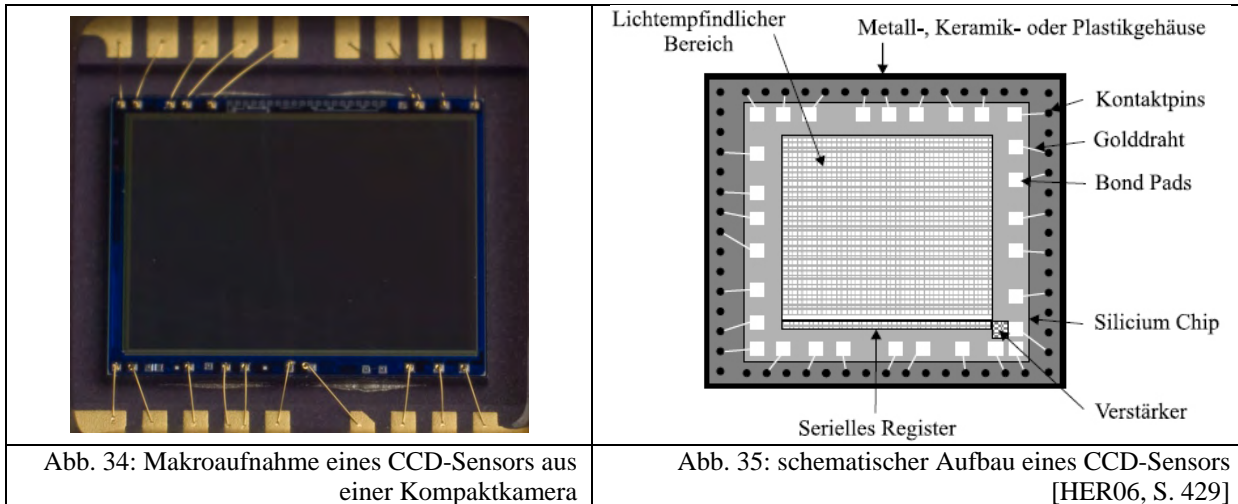 Lichtempfindlicher
Bereich
Metall-, Keramik- oder Plastikgehäuse
Kontaktpins
Golddraht
Bond Pads
Silicium Chip
Verstärker
Serielles Register
Abb. 34: Makroaufnahme eines CCD-Sensors aus
einer Kompaktkamera
Abb. 35: schematischer Aufbau eines CCD-Sensors
[HER06, S. 429]